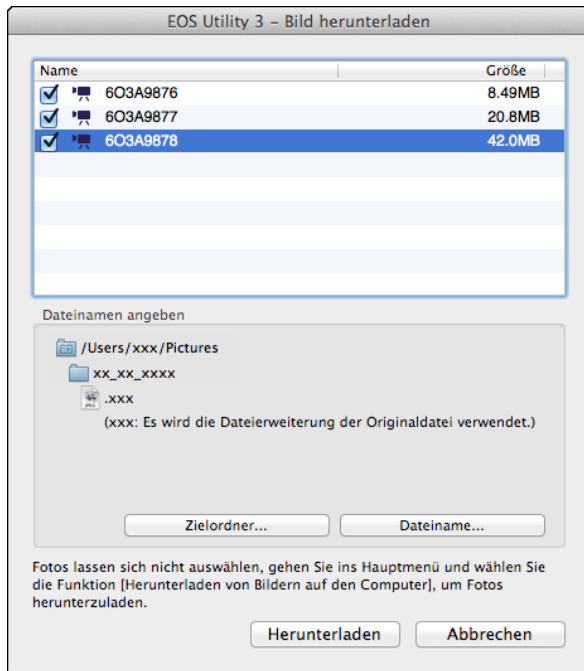 EOS Utility 3 – Bild herunterladen
Name Größe
6O3A9876 8.49MB
6O3A9877 20.8MB
6O3A9878 42.0MB
Dateinamen angeben
/Users/xxx/Pictures
xx_xx_xxxx
.xxx
(xxx: Es wird die Dateierweiterung der Originaldatei verwendet.)
Zielordner... Dateiname...
Fotos lassen sich nicht auswählen, gehen Sie ins Hauptmenü und wählen Sie
die Funktion [Herunterladen von Bildern auf den Computer], um Fotos
herunterzuladen.
Herunterladen Abbrechen